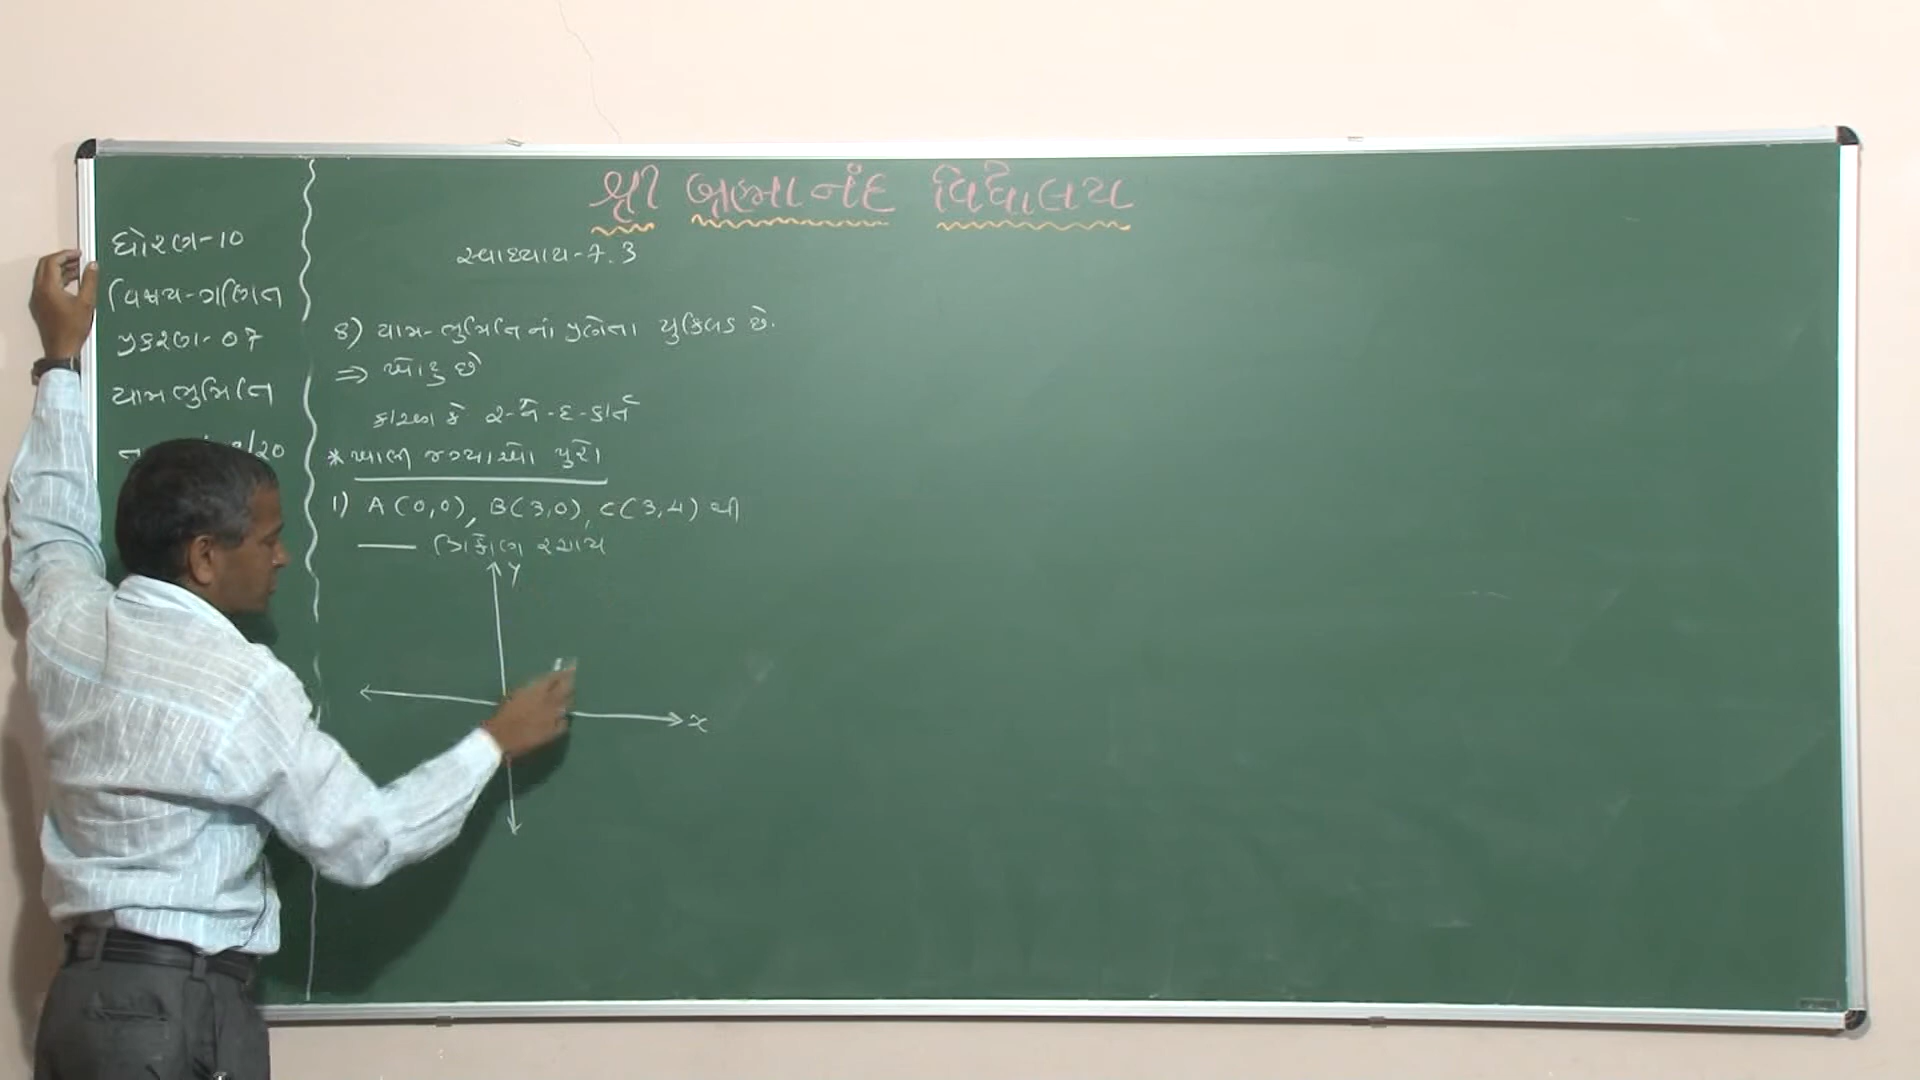 શ્રી બ્રહ્માનંદ વિદ્યાલય
ધોરણ-10
વિષય-ગણિત
પ્રકરણ-07
યામભુમિતિ
સ્વાધ્યાય-7.3
8) યામ-ભુમિતિ નાં પ્રણેતા યુક્લિડ છે.
⇒ ખોટુ છે
કારણ કે રે-ને-દ-કાર્ત
* ખાલી જગ્યાઓ પુરો
1) A(0,0), B(3,0), C(3,4) થી
—— ત્રિકોણ રચાય
y
x